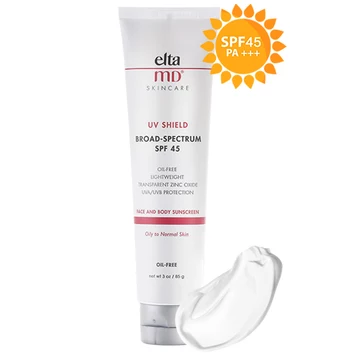 SPF45
PA +++
elta
MD®
SKINCARE
UV SHIELD
BROAD-SPECTRUM
SPF 45
OIL-FREE
LIGHTWEIGHT
TRANSPARENT ZINC OXIDE
UVA/UVB PROTECTION
FACE AND BODY SUNSCREEN
Oily to Normal Skin
OIL-FREE
net wt 3 oz / 85 g